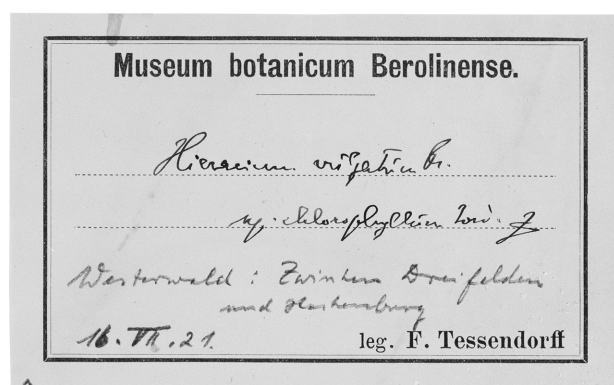 Museum botanicum Berolinense.
Hieracium vulgatum Fr.
ssp. chlorophyllum Jord. Z
Westerwald: Zwischen Dreifelden
und Hachenburg
16. VII. 21. leg. F. Tessendorff